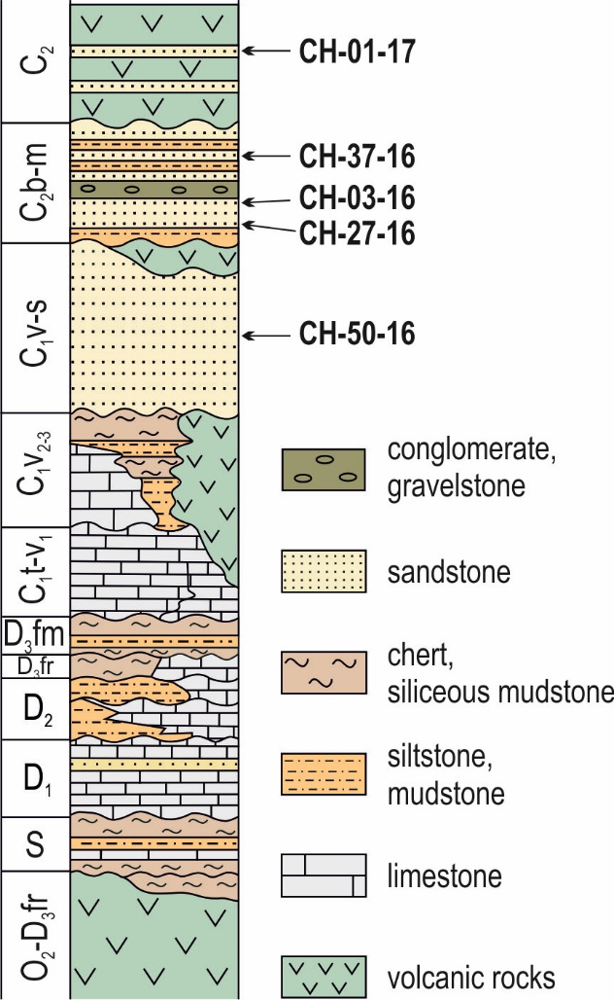 C₂
CH-01-17
C₂b-m
CH-37-16
CH-03-16
CH-27-16
C₁v-s
CH-50-16
C₁v₂₋₃
C₁t-v₁
D₃fm
D₃fr
D₂
D₁
S
O₂-D₃fr
conglomerate,
gravelstone
sandstone
chert,
siliceous mudstone
siltstone,
mudstone
limestone
volcanic rocks